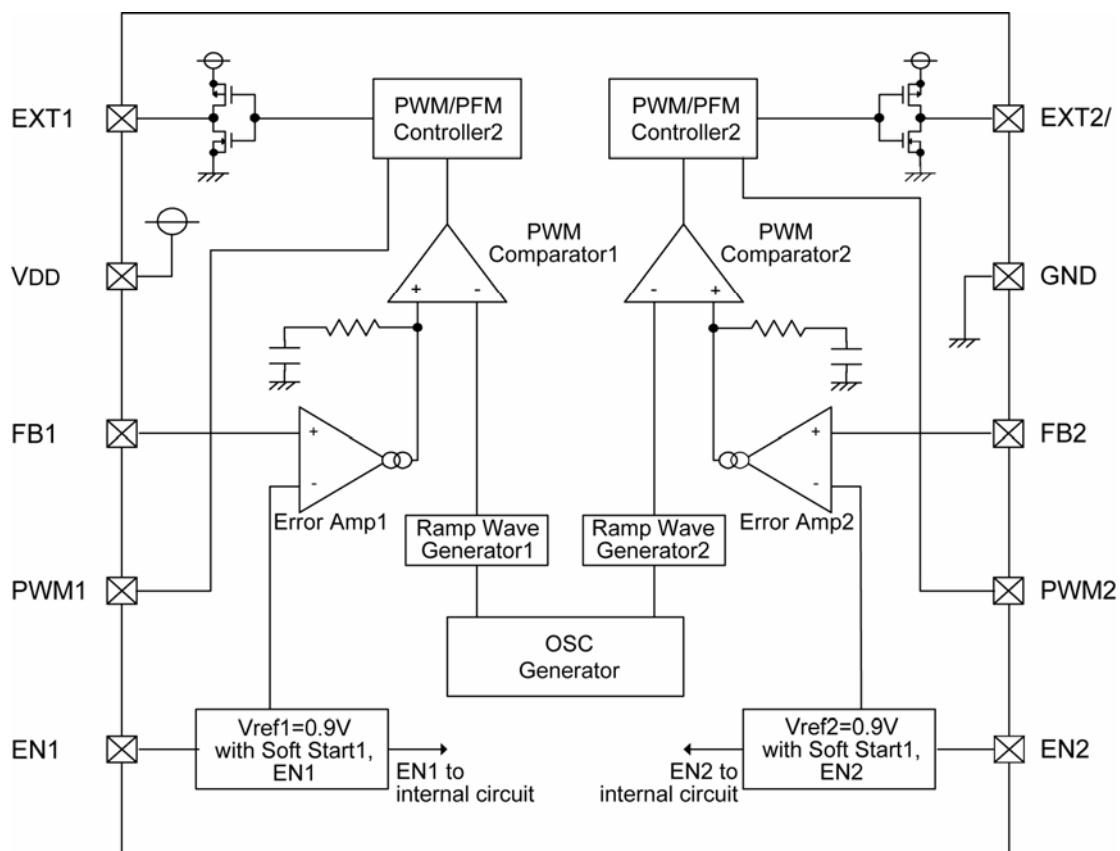 EXT1
PWM/PFM
Controller2
PWM/PFM
Controller2
EXT2/
VDD
PWM
Comparator1
PWM
Comparator2
GND
+
-
-
+
FB1
+
-
Error Amp1
+
-
Error Amp2
FB2
Ramp Wave
Generator1
Ramp Wave
Generator2
PWM1
PWM2
OSC
Generator
EN1
Vref1=0.9V
with Soft Start1,
EN1
EN1 to
internal circuit
EN2 to
internal circuit
Vref2=0.9V
with Soft Start1,
EN2
EN2